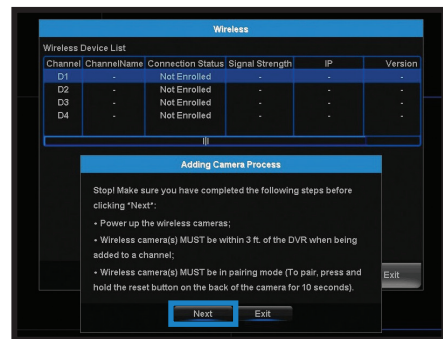 Wireless
Wireless Device List
Channel ChannelName Connection Status Signal Strength IP Version
D1 - Not Enrolled - - -
D2 - Not Enrolled - - -
D3 - Not Enrolled - - -
D4 - Not Enrolled - - -
Adding Camera Process
Stop! Make sure you have completed the following steps before
clicking "Next":
• Power up the wireless cameras;
• Wireless camera(s) MUST be within 3 ft. of the DVR when being
added to a channel;
• Wireless camera(s) MUST be in pairing mode (To pair, press and
hold the reset button on the back of the camera for 10 seconds).
Exit
Next Exit